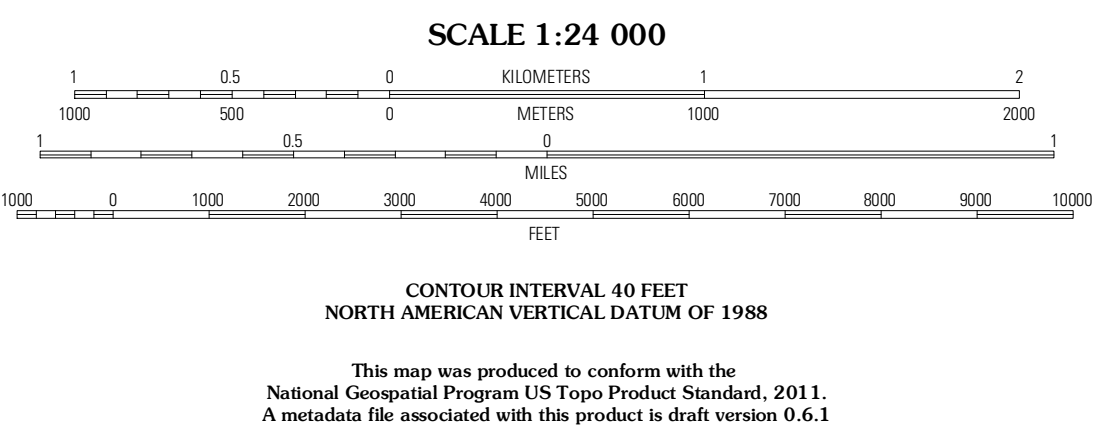 SCALE 1:24 000
1 0.5 0 KILOMETERS 1 2
1000 500 0 METERS 1000 2000
1 0.5 0 1
MILES
1000 0 1000 2000 3000 4000 5000 6000 7000 8000 9000 10000
FEET
CONTOUR INTERVAL 40 FEET
NORTH AMERICAN VERTICAL DATUM OF 1988
This map was produced to conform with the
National Geospatial Program US Topo Product Standard, 2011.
A metadata file associated with this product is draft version 0.6.1